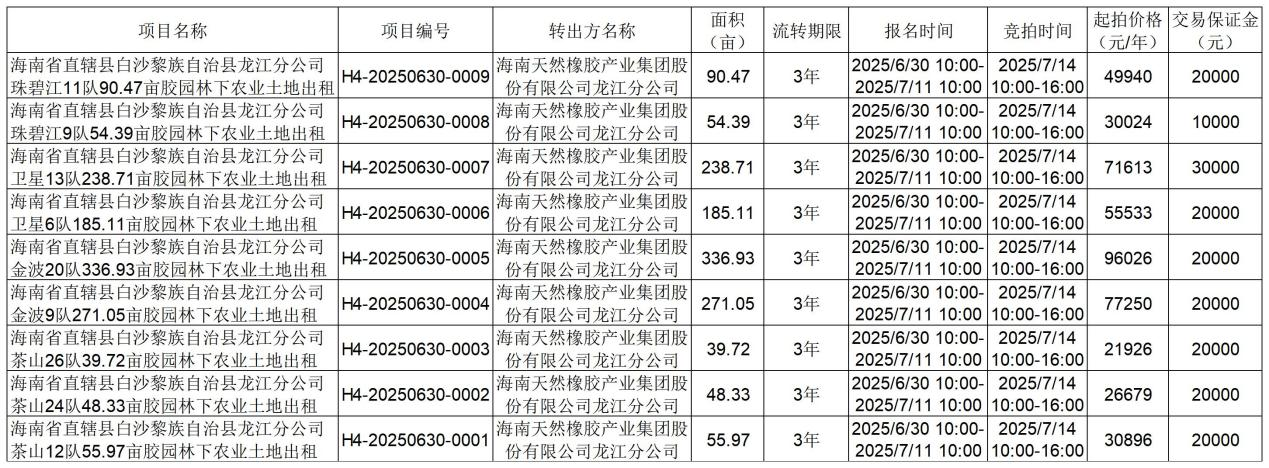 项目名称 项目编号 转出方名称 面积（亩） 流转期限 报名时间 竞拍时间 起拍价格（元/年） 交易保证金（元）
海南省直辖县白沙黎族自治县龙江分公司珠碧江11队90.47亩胶园林下农业土地出租 H4-20250630-0009 海南天然橡胶产业集团股份有限公司龙江分公司 90.47 3年 2025/6/30 10:00-2025/7/11 10:00 2025/7/14 10:00-16:00 49940 20000
海南省直辖县白沙黎族自治县龙江分公司珠碧江9队54.39亩胶园林下农业土地出租 H4-20250630-0008 海南天然橡胶产业集团股份有限公司龙江分公司 54.39 3年 2025/6/30 10:00-2025/7/11 10:00 2025/7/14 10:00-16:00 30024 10000
海南省直辖县白沙黎族自治县龙江分公司卫星13队238.71亩胶园林下农业土地出租 H4-20250630-0007 海南天然橡胶产业集团股份有限公司龙江分公司 238.71 3年 2025/6/30 10:00-2025/7/11 10:00 2025/7/14 10:00-16:00 71613 30000
海南省直辖县白沙黎族自治县龙江分公司卫星6队185.11亩胶园林下农业土地出租 H4-20250630-0006 海南天然橡胶产业集团股份有限公司龙江分公司 185.11 3年 2025/6/30 10:00-2025/7/11 10:00 2025/7/14 10:00-16:00 55533 20000
海南省直辖县白沙黎族自治县龙江分公司金波20队336.93亩胶园林下农业土地出租 H4-20250630-0005 海南天然橡胶产业集团股份有限公司龙江分公司 336.93 3年 2025/6/30 10:00-2025/7/11 10:00 2025/7/14 10:00-16:00 96026 20000
海南省直辖县白沙黎族自治县龙江分公司金波9队271.05亩胶园林下农业土地出租 H4-20250630-0004 海南天然橡胶产业集团股份有限公司龙江分公司 271.05 3年 2025/6/30 10:00-2025/7/11 10:00 2025/7/14 10:00-16:00 77250 20000
海南省直辖县白沙黎族自治县龙江分公司茶山26队39.72亩胶园林下农业土地出租 H4-20250630-0003 海南天然橡胶产业集团股份有限公司龙江分公司 39.72 3年 2025/6/30 10:00-2025/7/11 10:00 2025/7/14 10:00-16:00 21926 20000
海南省直辖县白沙黎族自治县龙江分公司茶山24队48.33亩胶园林下农业土地出租 H4-20250630-0002 海南天然橡胶产业集团股份有限公司龙江分公司 48.33 3年 2025/6/30 10:00-2025/7/11 10:00 2025/7/14 10:00-16:00 26679 20000
海南省直辖县白沙黎族自治县龙江分公司茶山12队55.97亩胶园林下农业土地出租 H4-20250630-0001 海南天然橡胶产业集团股份有限公司龙江分公司 55.97 3年 2025/6/30 10:00-2025/7/11 10:00 2025/7/14 10:00-16:00 30896 20000